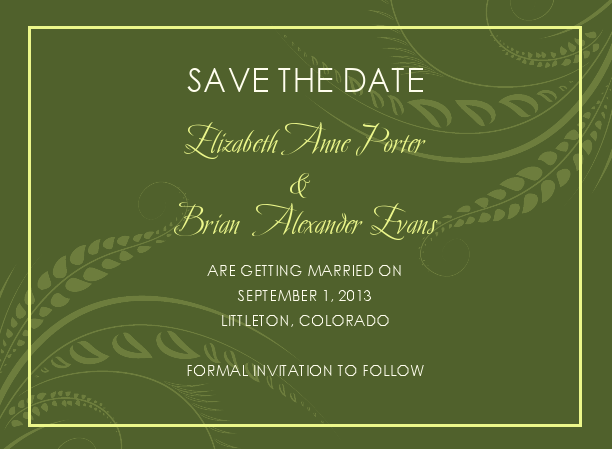 SAVE THE DATE
Elizabeth Anne Porter
&
Brian Alexander Evans
ARE GETTING MARRIED ON
SEPTEMBER 1, 2013
LITTLETON, COLORADO
FORMAL INVITATION TO FOLLOW